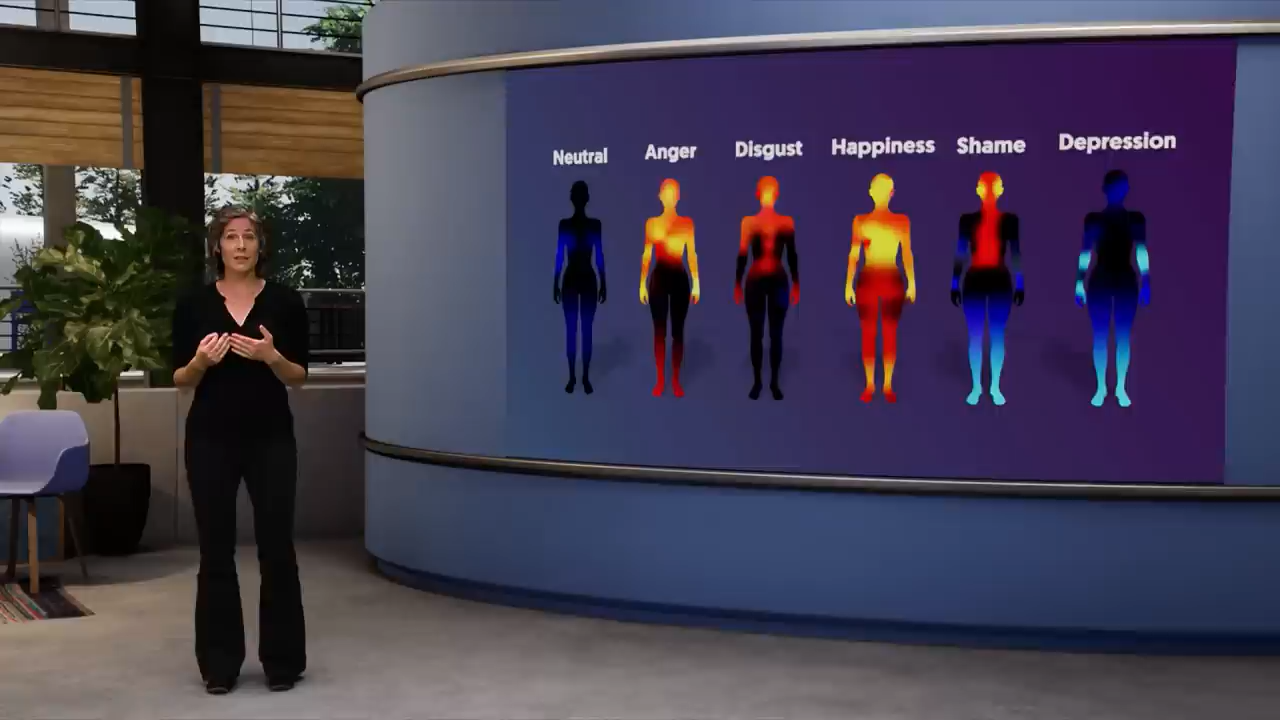 Neutral
Anger
Disgust
Happiness
Shame
Depression